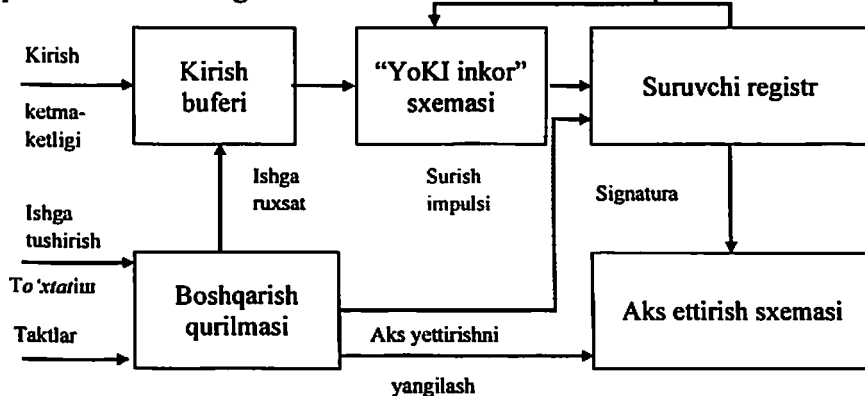 Kirish
ketma-
ketligi
Kirish
buferi
“YoKI inkor”
sxemasi
Suruvchi registr
Ishga
ruxsat
Surish
impulsi
Signatura
Ishga
tushirish
Taktlar
Boshqarish
qurilmasi
Aks yettirishni
yangilash
Aks ettirish sxemasi